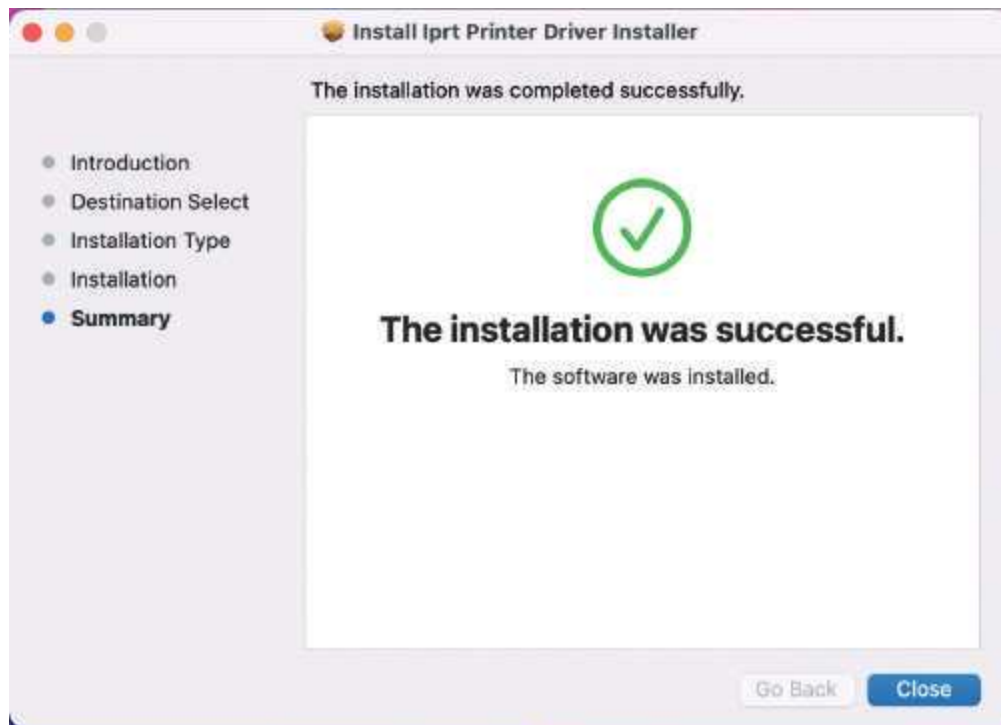 Install Iprt Printer Driver Installer
The installation was completed successfully.
Introduction
Destination Select
Installation Type
Installation
Summary
The installation was successful.
The software was installed.
Go Back
Close